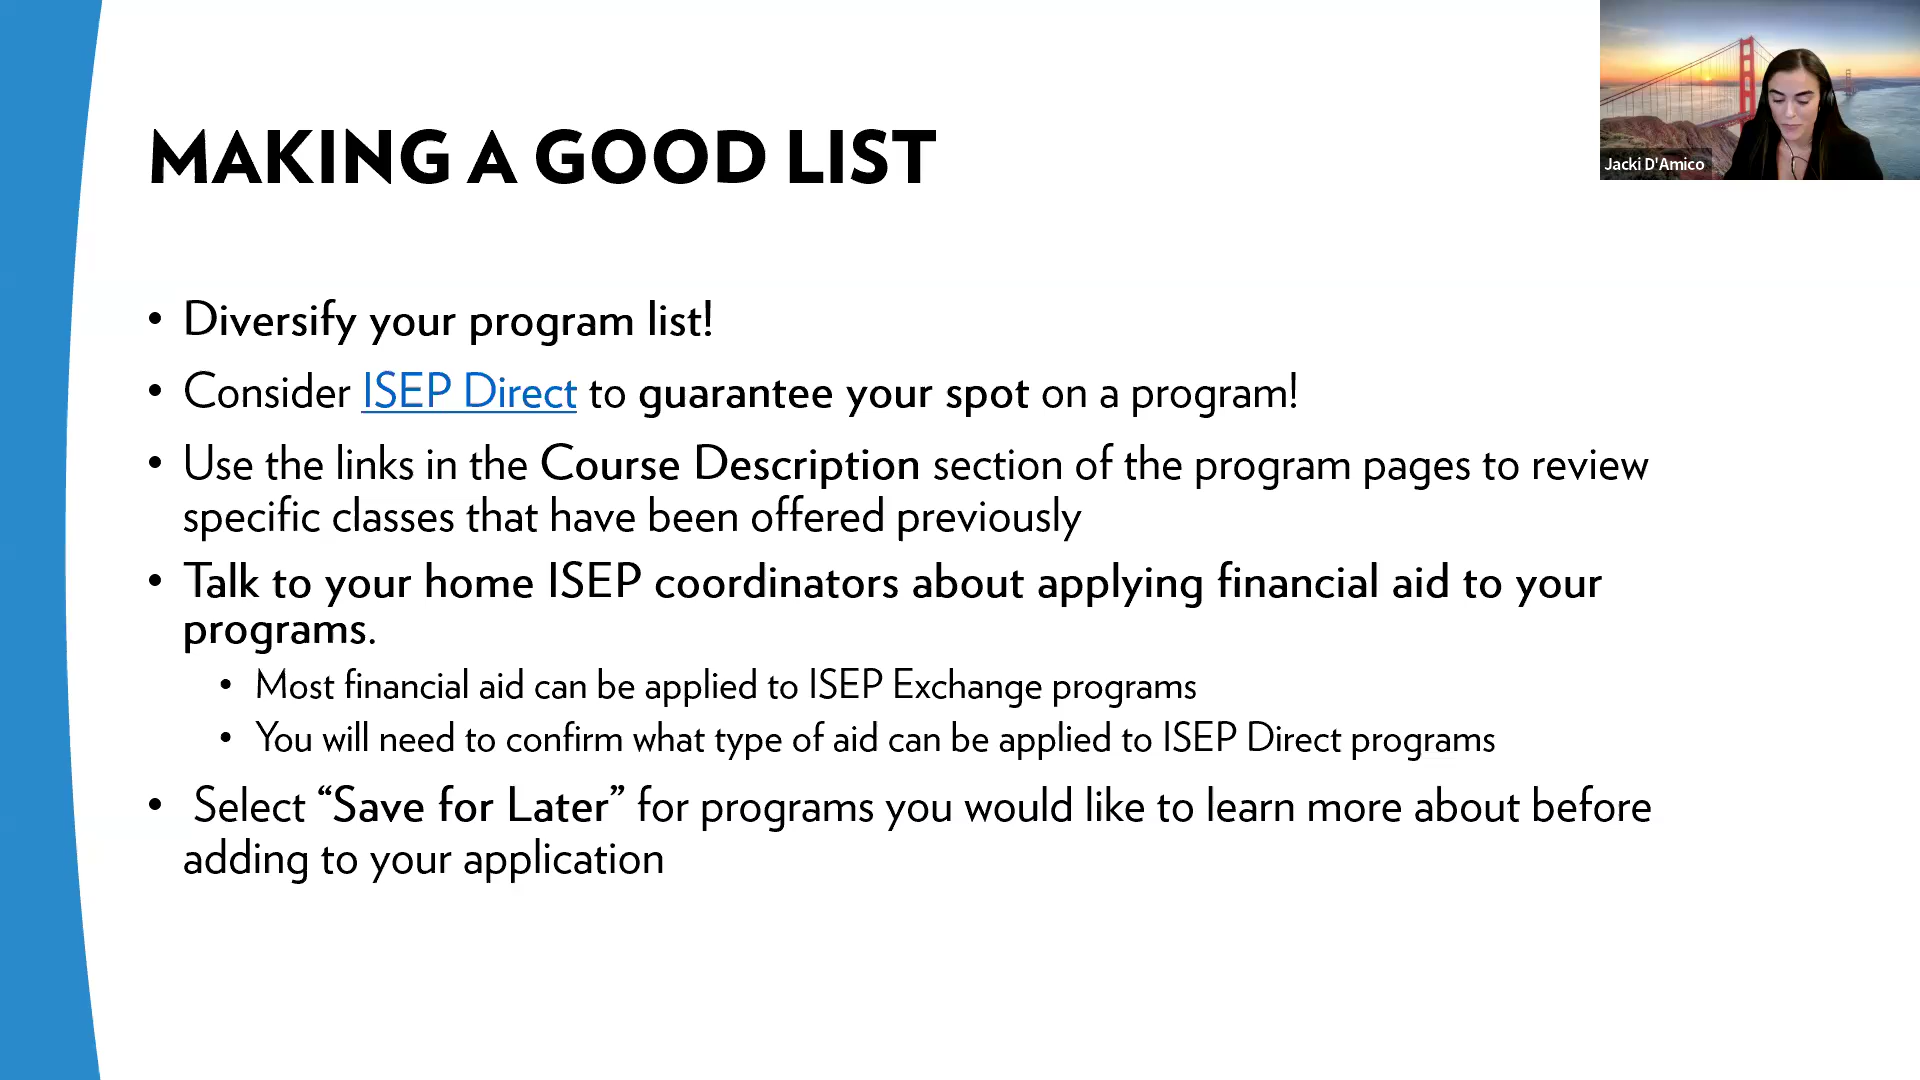 MAKING A GOOD LIST
Jacki D'Amico
• Diversify your program list!
• Consider ISEP Direct to guarantee your spot on a program!
• Use the links in the Course Description section of the program pages to review
specific classes that have been offered previously
• Talk to your home ISEP coordinators about applying financial aid to your
programs.
• Most financial aid can be applied to ISEP Exchange programs
• You will need to confirm what type of aid can be applied to ISEP Direct programs
• Select “Save for Later” for programs you would like to learn more about before
adding to your application